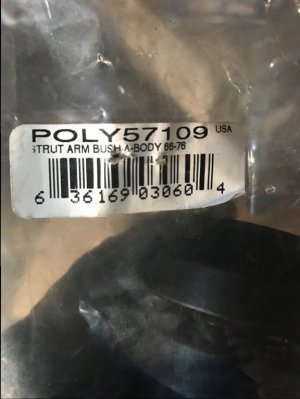 POLY57109 USA
STRUT ARM BUSH A-BODY 66-76
6 36169 03060 4